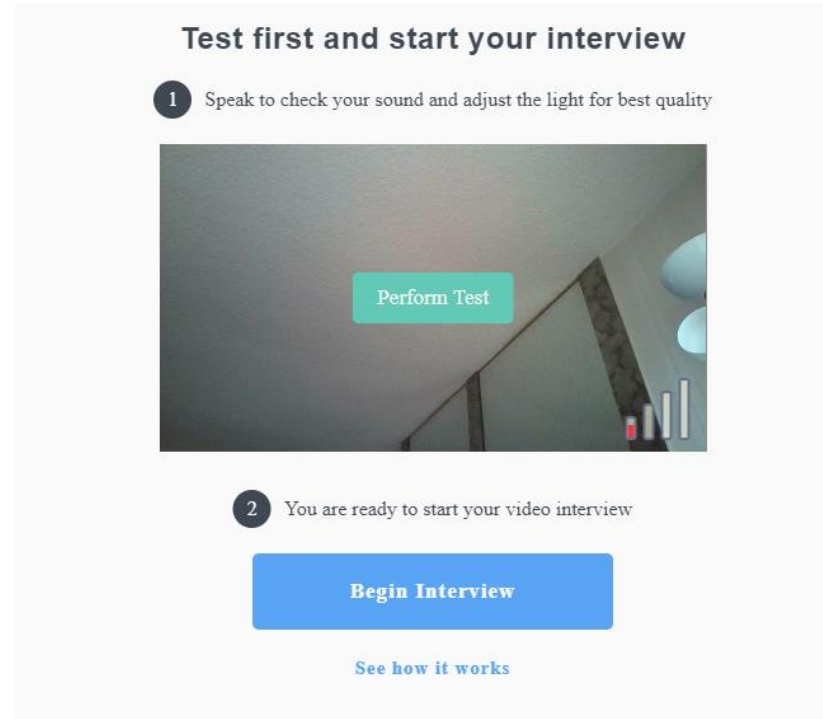 Test first and start your interview
1 Speak to check your sound and adjust the light for best quality
Perform Test
2 You are ready to start your video interview
Begin Interview
See how it works